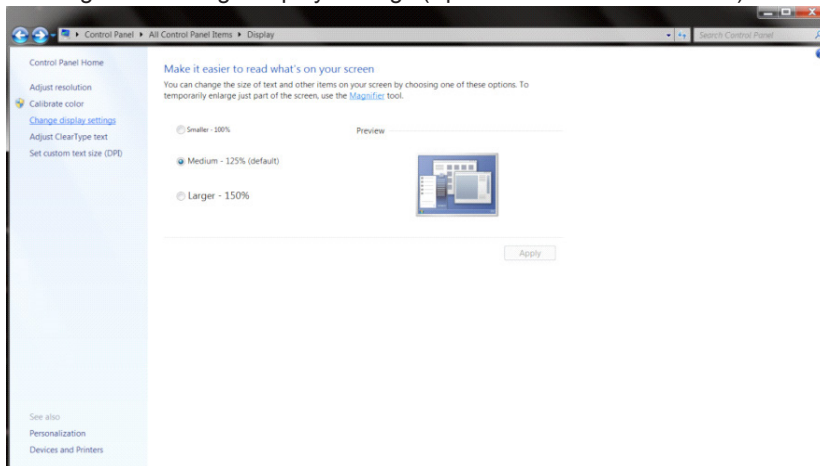 Control Panel ▸ All Control Panel Items ▸ Display
Search Control Panel
Control Panel Home
Adjust resolution
Calibrate color
Change display settings
Adjust ClearType text
Set custom text size (DPI)
Make it easier to read what's on your screen
You can change the size of text and other items on your screen by choosing one of these options. To
temporarily enlarge just part of the screen, use the Magnifier tool.
Smaller - 100%
Preview
Medium - 125% (default)
Larger - 150%
Apply
See also
Personalization
Devices and Printers